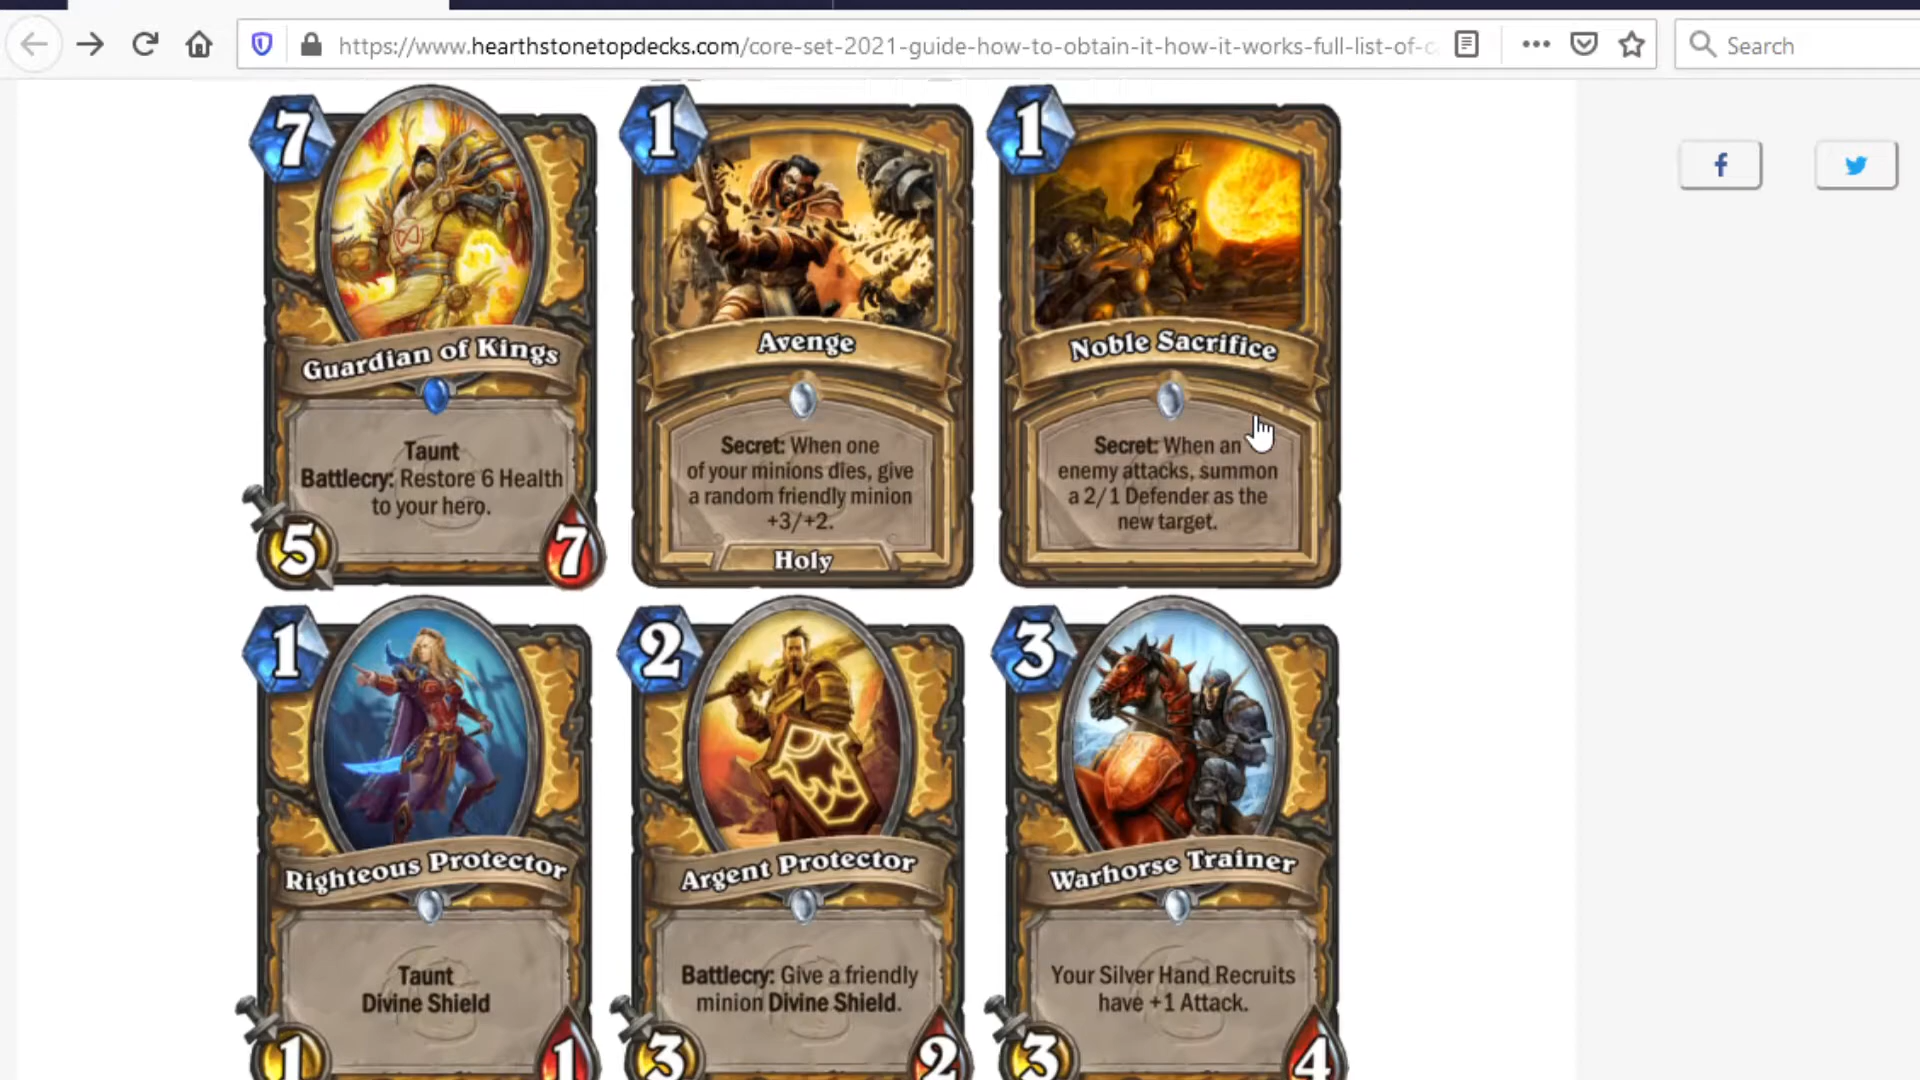 https://www.hearthstonetopdecks.com/core-set-2021-guide-how-to-obtain-it-how-it-works-full-list-of-c
Search
7
Guardian of Kings
Taunt
Battlecry: Restore 6 Health
to your hero.
5
7
1
Avenge
Secret: When one
of your minions dies, give
a random friendly minion
+3/+2.
Holy
1
Noble Sacrifice
Secret: When an
enemy attacks, summon
a 2/1 Defender as the
new target.
1
Righteous Protector
Taunt
Divine Shield
1
1
2
Argent Protector
Battlecry: Give a friendly
minion Divine Shield.
3
2
3
Warhorse Trainer
Your Silver Hand Recruits
have +1 Attack.
3
4